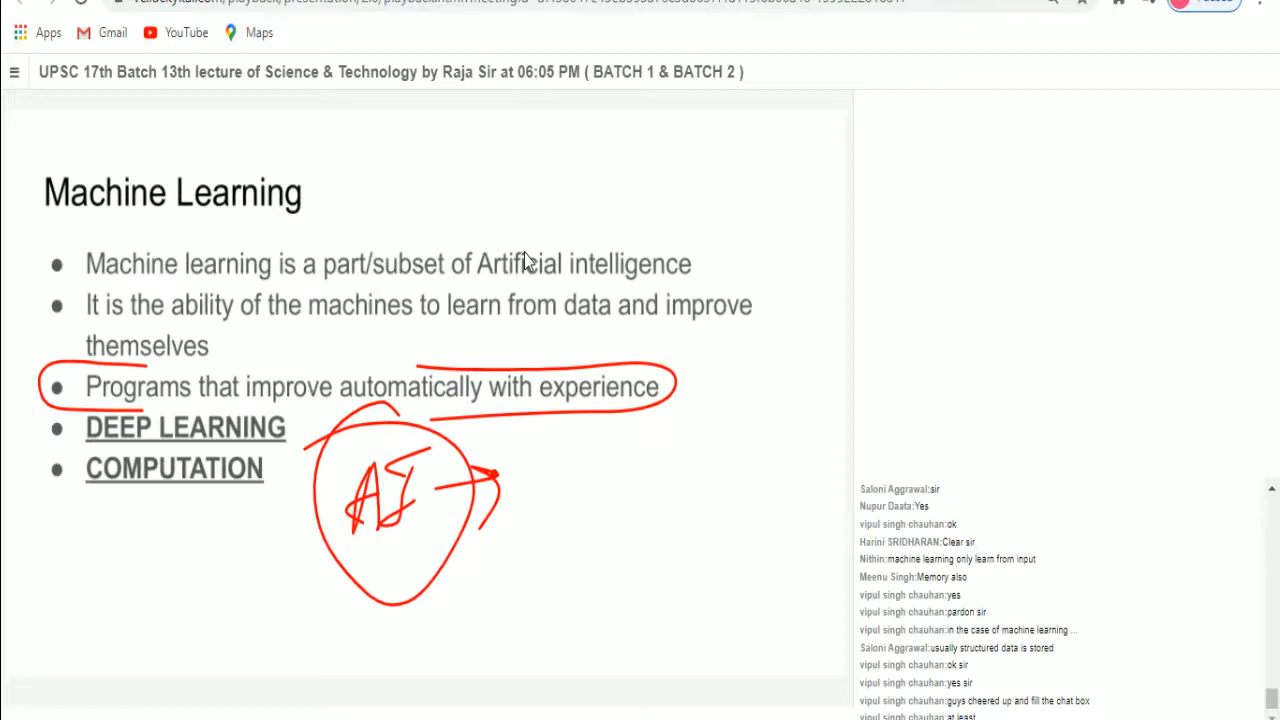 Apps Gmail YouTube Maps
UPSC 17th Batch 13th lecture of Science & Technology by Raja Sir at 06:05 PM ( BATCH 1 & BATCH 2 )
Machine Learning
● Machine learning is a part/subset of Artificial intelligence
● It is the ability of the machines to learn from data and improve
themselves
● Programs that improve automatically with experience
● DEEP LEARNING
● COMPUTATION
AI
Saloni Aggrawal:sir
Nupur Daata:Yes
vipul singh chauhan:ok
Harini SRIDHARAN:Clear sir
Nithin:machine learning only learn from input
Meenu Singh:Memory also
vipul singh chauhan:yes
vipul singh chauhan:pardon sir
vipul singh chauhan:in the case of machine learning ...
Saloni Aggrawal:usually structured data is stored
vipul singh chauhan:ok sir
vipul singh chauhan:yes sir
vipul singh chauhan:guys cheered up and fill the chat box
vipul singh chauhan:at least